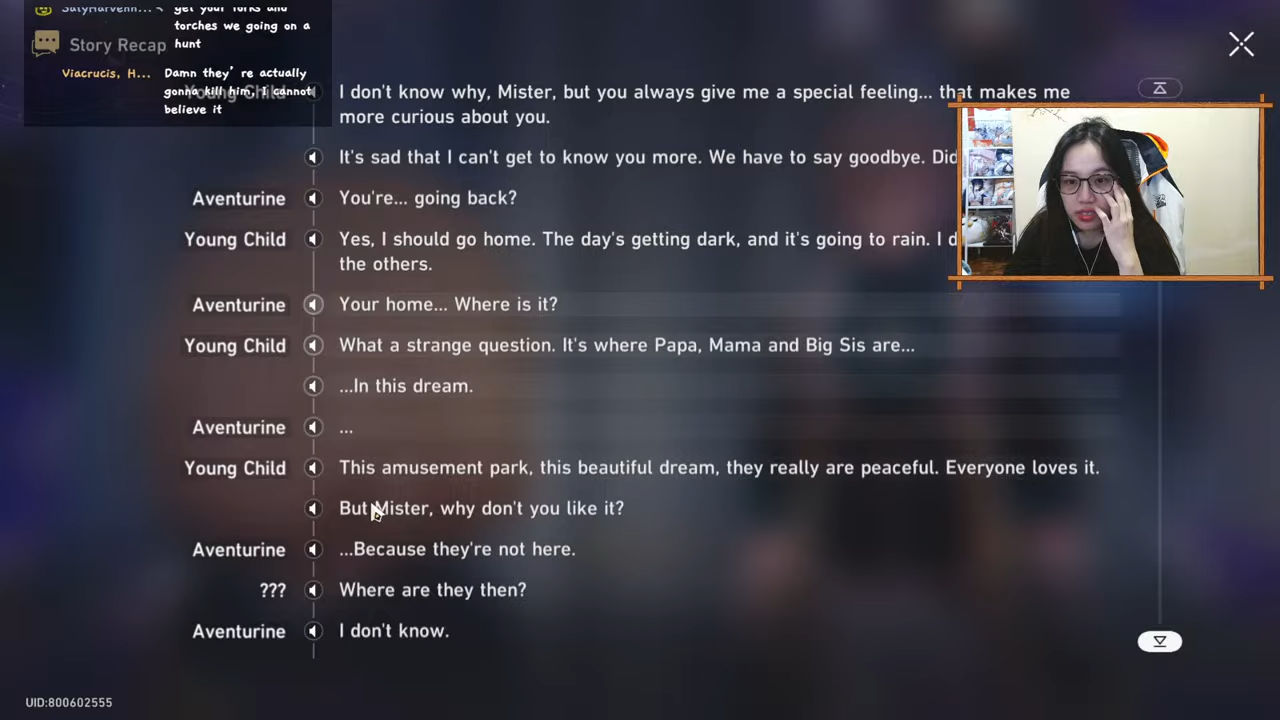 get your forks and
torches we going on a
hunt
Story Recap
Viacrucis, H... Damn they're actually
gonna kill him, I cannot
believe it
Young Child I don't know why, Mister, but you always give me a special feeling... that makes me
more curious about you.
It's sad that I can't get to know you more. We have to say goodbye. Did
Aventurine You're... going back?
Young Child Yes, I should go home. The day's getting dark, and it's going to rain. I d
the others.
Aventurine Your home... Where is it?
Young Child What a strange question. It's where Papa, Mama and Big Sis are...
...In this dream.
Aventurine ...
Young Child This amusement park, this beautiful dream, they really are peaceful. Everyone loves it.
But Mister, why don't you like it?
Aventurine ...Because they're not here.
??? Where are they then?
Aventurine I don't know.
UID:800602555